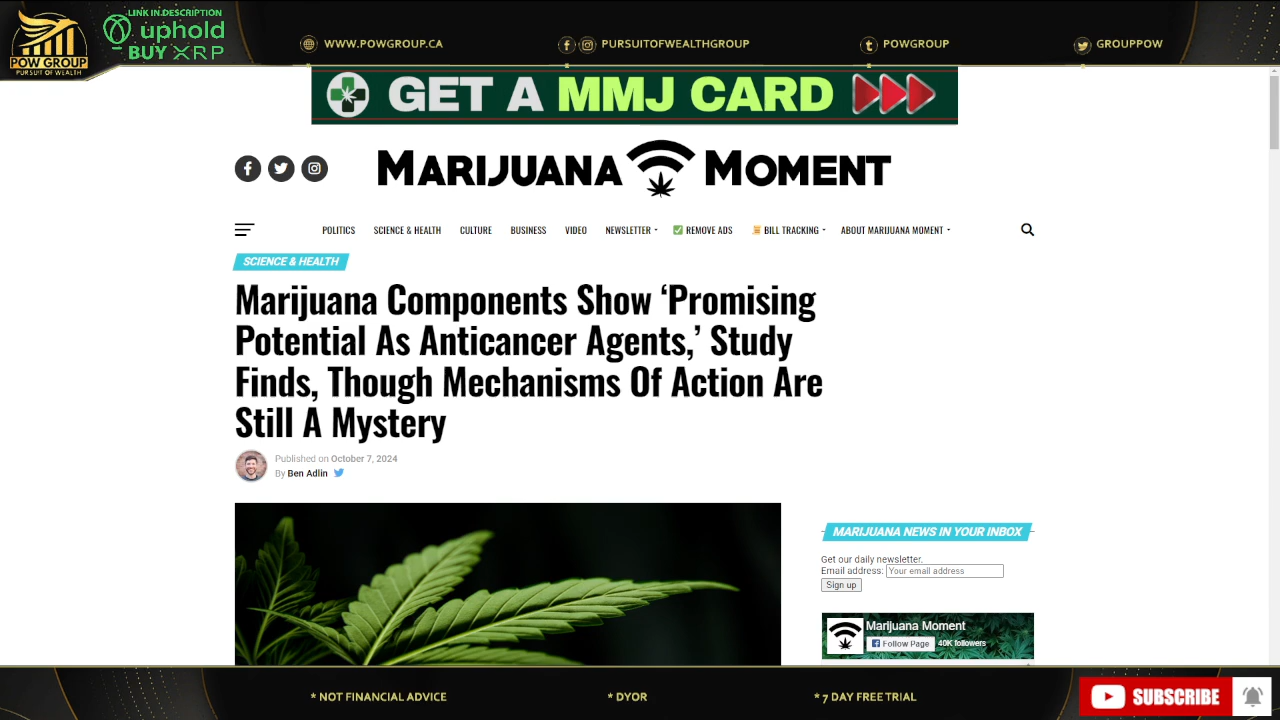 LINK IN DESCRIPTION
uphold
BUY XRP
POW GROUP
PURSUIT OF WEALTH
WWW.POWGROUP.CA
PURSUITOFWEALTHGROUP
POWGROUP
GROUPPOW
GET A MMJ CARD
MARIJUANA MOMENT
POLITICS SCIENCE & HEALTH CULTURE BUSINESS VIDEO NEWSLETTER REMOVE ADS BILL TRACKING ABOUT MARIJUANA MOMENT
SCIENCE & HEALTH
Marijuana Components Show ‘Promising
Potential As Anticancer Agents,’ Study
Finds, Though Mechanisms Of Action Are
Still A Mystery
Published on October 7, 2024
By Ben Adlin
MARIJUANA NEWS IN YOUR INBOX
Get our daily newsletter.
Email address: Your email address
Sign up
Marijuana Moment
Follow Page 40K followers
* NOT FINANCIAL ADVICE
* DYOR
* 7 DAY FREE TRIAL
SUBSCRIBE